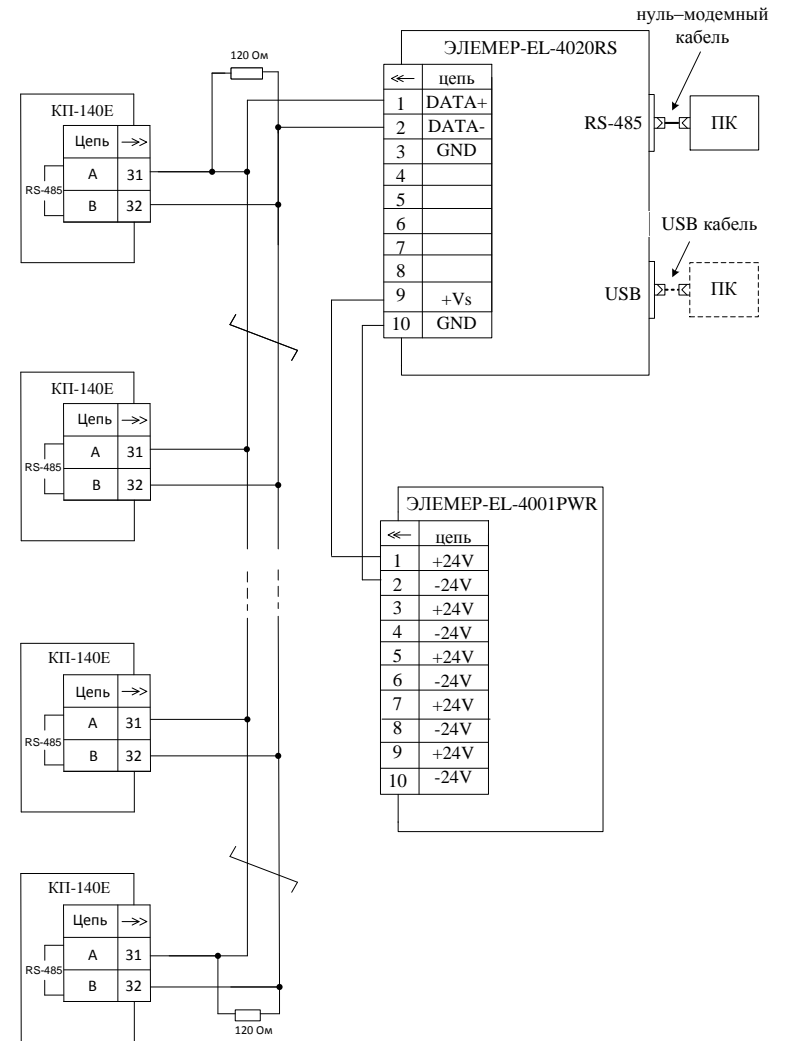 нуль–модемный
кабель
ЭЛЕМЕР-EL-4020RS
цепь
1 DATA+
2 DATA-
3 GND
4
5
6
7
8
9 +Vs
10 GND
RS-485
ПК
USB кабель
USB
ПК
120 Ом
КП-140Е
Цепь
RS-485
A 31
B 32
КП-140Е
Цепь
RS-485
A 31
B 32
ЭЛЕМЕР-EL-4001PWR
цепь
1 +24V
2 -24V
3 +24V
4 -24V
5 +24V
6 -24V
7 +24V
8 -24V
9 +24V
10 -24V
КП-140Е
Цепь
RS-485
A 31
B 32
КП-140Е
Цепь
RS-485
A 31
B 32
120 Ом